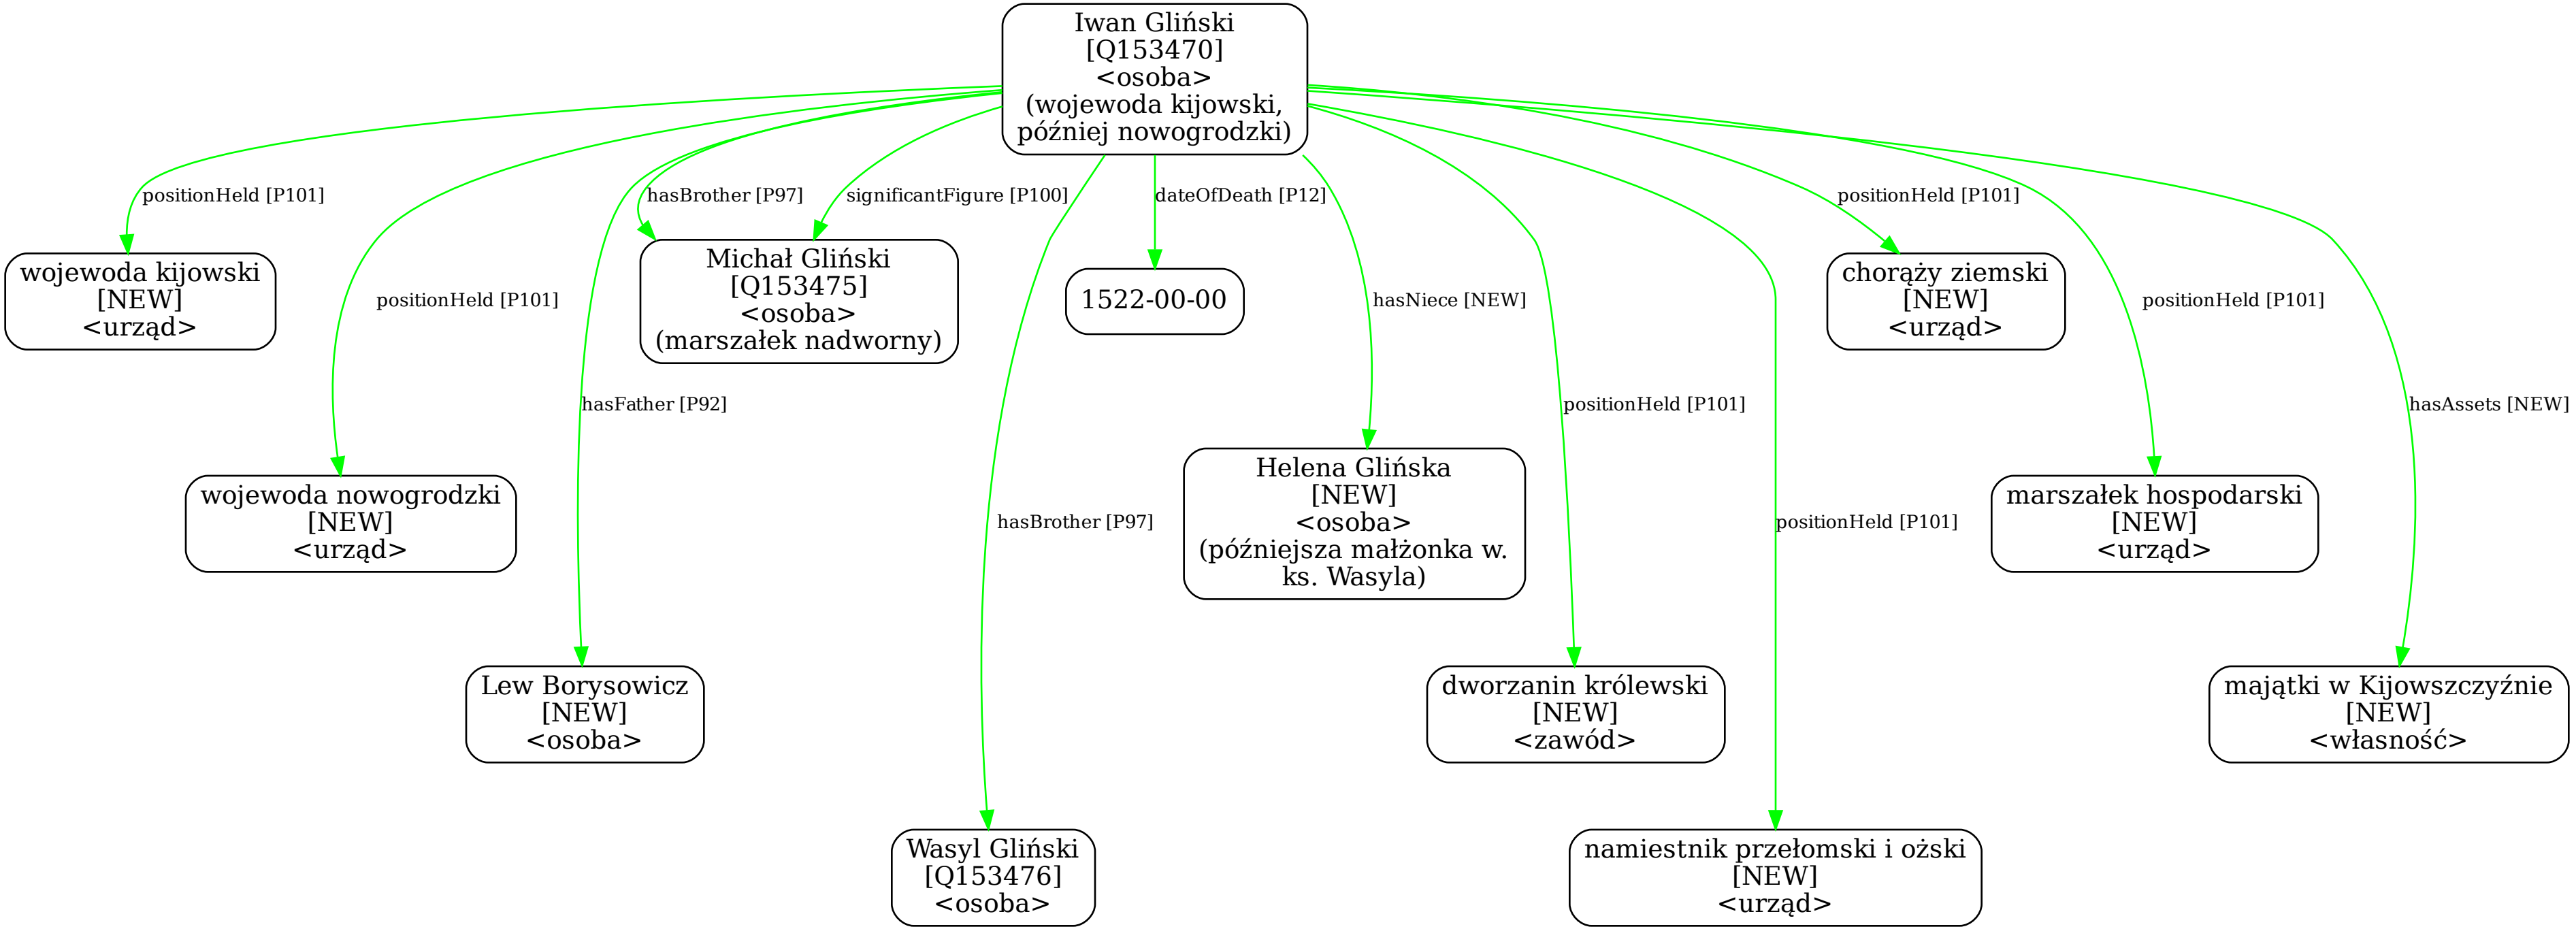 Iwan Gliński
[Q153470]
<osoba>
(wojewoda kijowski,
później nowogrodzki)
positionHeld [P101]
hasBrother [P97]
significantFigure [P100]
dateOfDeath [P12]
positionHeld [P101]
wojewoda kijowski
[NEW]
<urząd>
positionHeld [P101]
Michał Gliński
[Q153475]
<osoba>
(marszałek nadworny)
1522-00-00
hasNiece [NEW]
chorąży ziemski
[NEW]
<urząd>
positionHeld [P101]
hasFather [P92]
positionHeld [P101]
hasAssets [NEW]
wojewoda nowogrodzki
[NEW]
<urząd>
hasBrother [P97]
Helena Glińska
[NEW]
<osoba>
(późniejsza małżonka w.
ks. Wasyla)
positionHeld [P101]
marszałek hospodarski
[NEW]
<urząd>
Lew Borysowicz
[NEW]
<osoba>
dworzanin królewski
[NEW]
<zawód>
majątki w Kijowszczyźnie
[NEW]
<własność>
Wasyl Gliński
[Q153476]
<osoba>
namiestnik przełomski i ożski
[NEW]
<urząd>